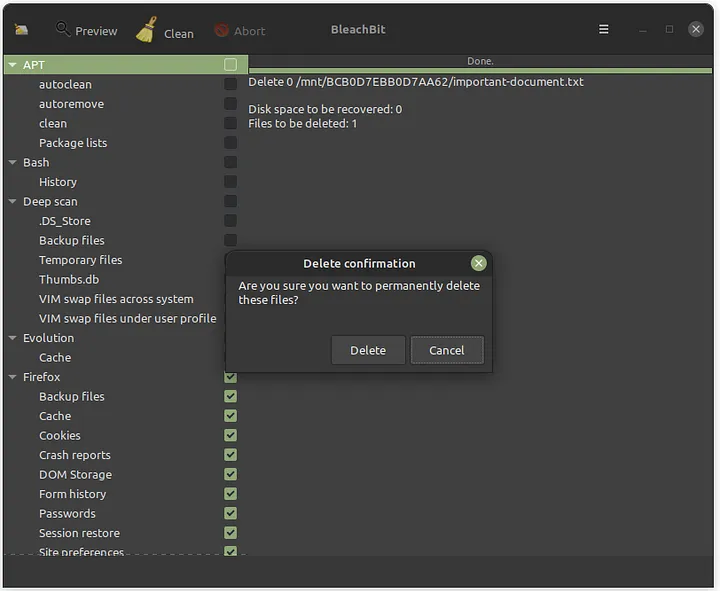 Preview
Clean
Abort
BleachBit
APT
autoclean
autoremove
clean
Package lists
Bash
History
Deep scan
.DS_Store
Backup files
Temporary files
Thumbs.db
VIM swap files across system
VIM swap files under user profile
Evolution
Cache
Firefox
Backup files
Cache
Cookies
Crash reports
DOM Storage
Form history
Passwords
Session restore
Site preferences
Done.
Delete 0 /mnt/BCB0D7EBB0D7AA62/important-document.txt
Disk space to be recovered: 0
Files to be deleted: 1
Delete confirmation
Are you sure you want to permanently delete
these files?
Delete
Cancel